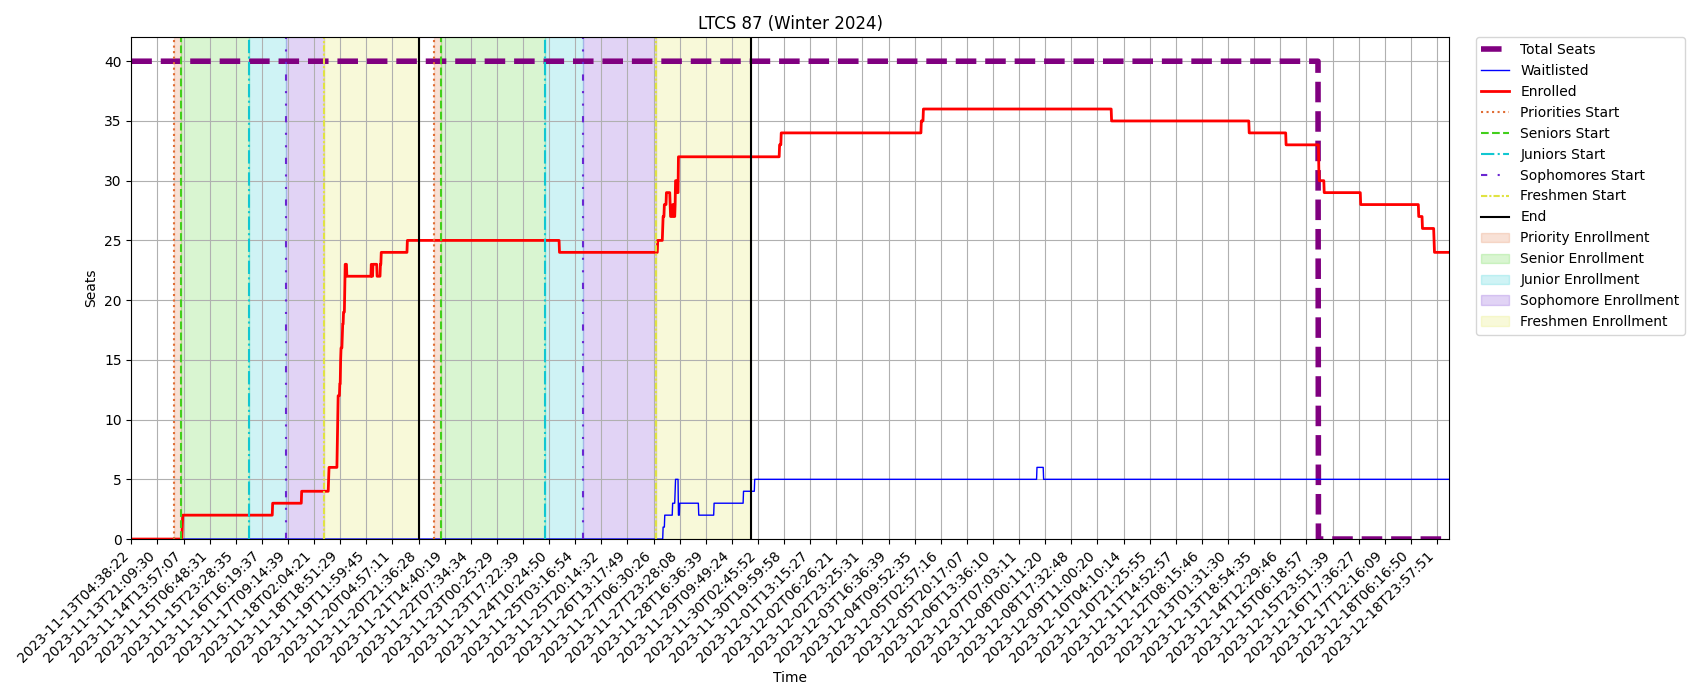 LTCS 87 (Winter 2024)
Total Seats
Waitlisted
Enrolled
Priorities Start
Seniors Start
Juniors Start
Sophomores Start
Freshmen Start
End
Priority Enrollment
Senior Enrollment
Junior Enrollment
Sophomore Enrollment
Freshmen Enrollment
Seats
40
35
30
25
20
15
10
5
0
2023-11-13T04:38:22
2023-11-13T21:09:30
2023-11-14T13:57:07
2023-11-15T06:48:31
2023-11-15T23:28:35
2023-11-16T16:19:37
2023-11-17T09:14:39
2023-11-18T02:04:21
2023-11-18T18:51:29
2023-11-19T11:59:45
2023-11-20T04:57:11
2023-11-20T21:36:28
2023-11-21T14:40:19
2023-11-22T07:34:34
2023-11-23T00:25:29
2023-11-23T17:22:39
2023-11-24T10:24:50
2023-11-25T03:16:54
2023-11-25T20:14:32
2023-11-26T13:17:49
2023-11-27T06:30:26
2023-11-27T23:28:08
2023-11-28T16:36:39
2023-11-29T09:49:24
2023-11-30T02:45:52
2023-11-30T19:59:58
2023-12-01T13:15:27
2023-12-02T06:26:21
2023-12-02T23:25:31
2023-12-03T16:36:39
2023-12-04T09:52:35
2023-12-05T02:57:16
2023-12-05T20:17:07
2023-12-06T13:36:10
2023-12-07T07:03:11
2023-12-08T00:11:20
2023-12-08T17:32:48
2023-12-09T11:00:20
2023-12-10T04:10:14
2023-12-10T21:25:55
2023-12-11T14:52:57
2023-12-12T08:15:46
2023-12-13T01:31:30
2023-12-13T18:54:35
2023-12-14T12:29:46
2023-12-15T06:18:57
2023-12-15T23:51:39
2023-12-16T17:36:27
2023-12-17T12:16:09
2023-12-18T06:16:50
2023-12-18T23:57:51
Time